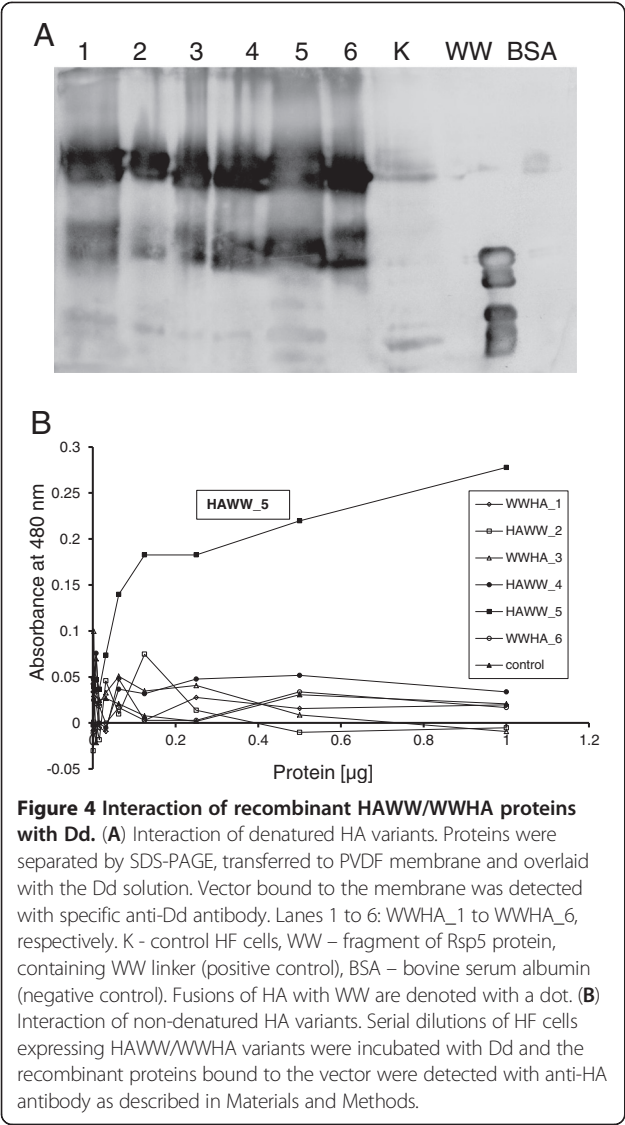 A
1 2 3 4 5 6 K WW BSA
B
0.3
0.25
0.2
0.15
0.1
0.05
0
-0.05
Absorbance at 480 nm
HAWW_5
WWHA_1
HAWW_2
WWHA_3
HAWW_4
HAWW_5
WWHA_6
control
0 0.2 0.4 0.6 0.8 1 1.2
Protein [µg]
Figure 4 Interaction of recombinant HAWW/WWHA proteins
with Dd. (A) Interaction of denatured HA variants. Proteins were
separated by SDS-PAGE, transferred to PVDF membrane and overlaid
with the Dd solution. Vector bound to the membrane was detected
with specific anti-Dd antibody. Lanes 1 to 6: WWHA_1 to WWHA_6,
respectively. K - control HF cells, WW – fragment of Rsp5 protein,
containing WW linker (positive control), BSA – bovine serum albumin
(negative control). Fusions of HA with WW are denoted with a dot. (B)
Interaction of non-denatured HA variants. Serial dilutions of HF cells
expressing HAWW/WWHA variants were incubated with Dd and the
recombinant proteins bound to the vector were detected with anti-HA
antibody as described in Materials and Methods.